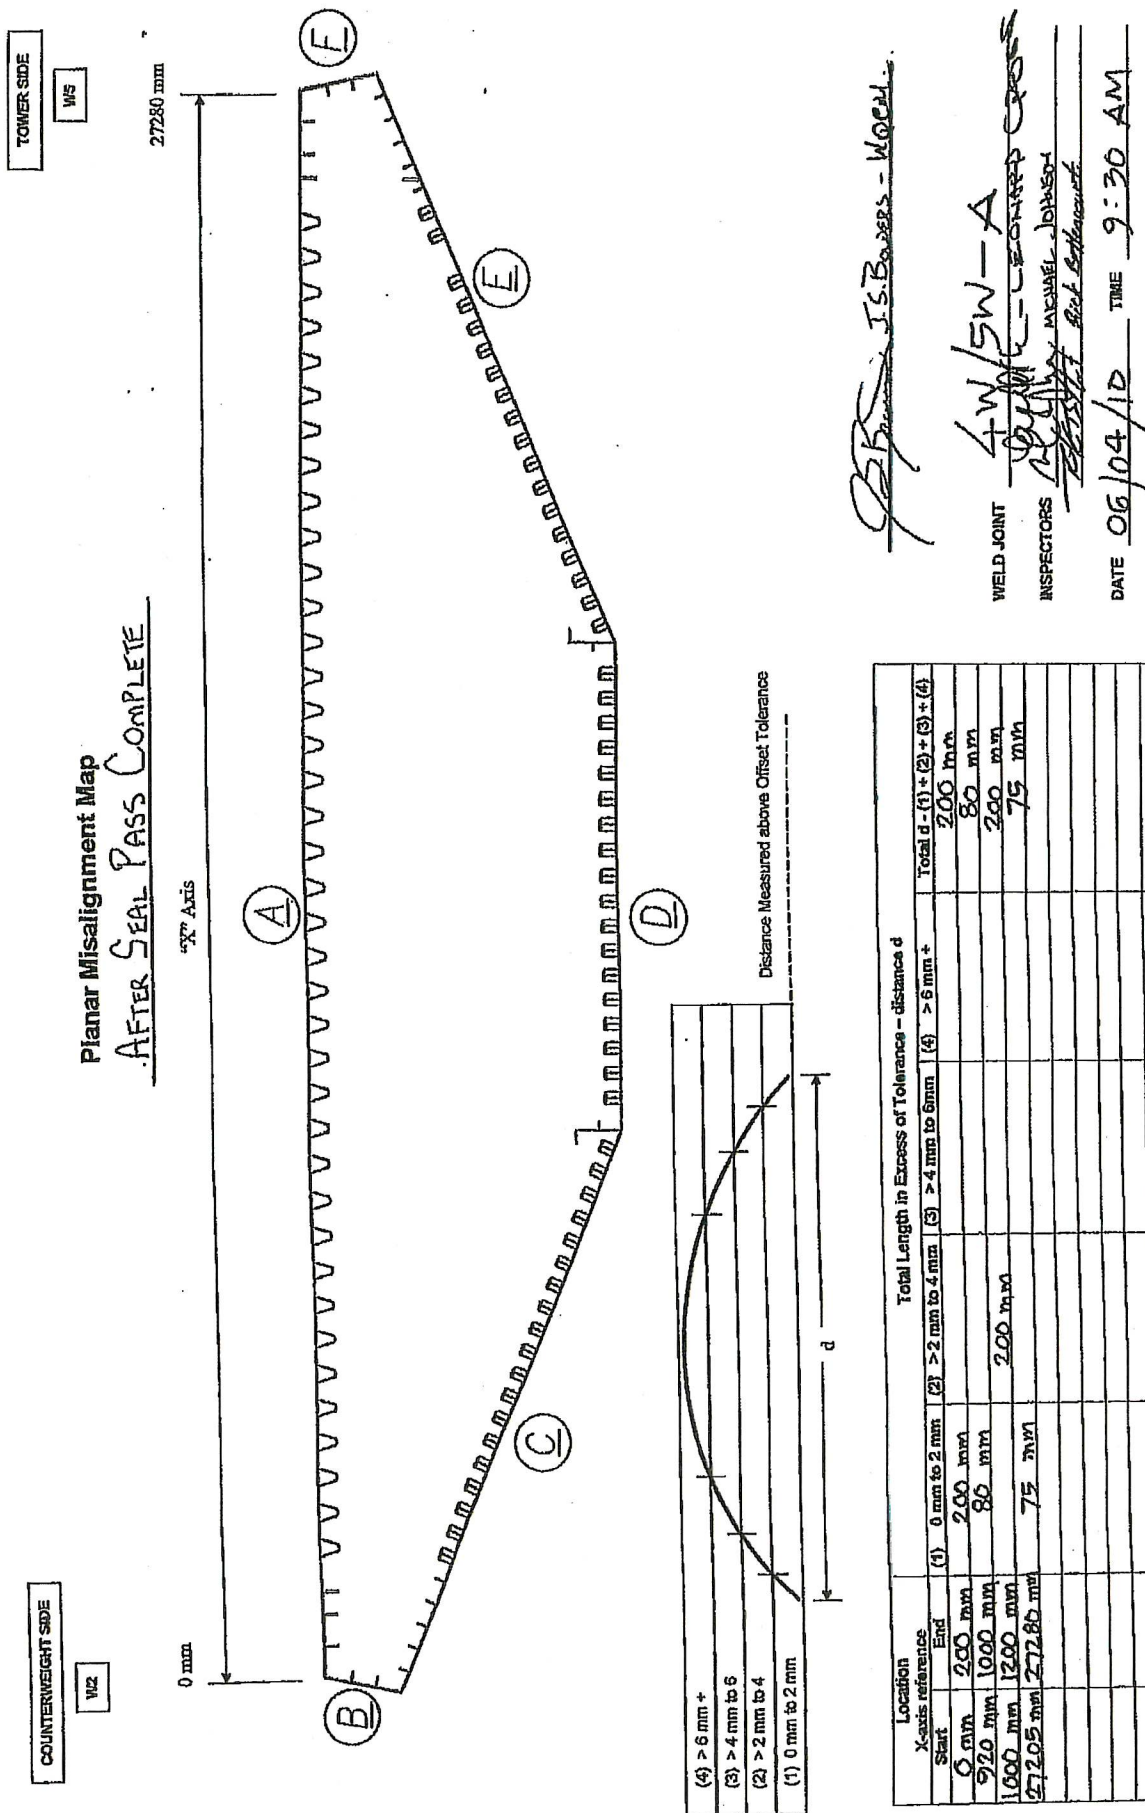 COUNTERWEIGHT SIDE
W2
TOWER SIDE
W5
Planar Misalignment Map
AFTER SEAL PASS COMPLETE
"X" Axis
0 mm
27280 mm
A
B
C
D
E
F
(4) > 6 mm +
(3) > 4 mm to 6
(2) > 2 mm to 4
(1) 0 mm to 2 mm
Distance Measured above Offset Tolerance
d
J.S. Bowers - WQCM.
WELD JOINT 4W/5W-A
INSPECTORS LEONARD CROSS
MICHAEL JOHNSON
DATE 06/04/10 TIME 9:30 AM
Location Total Length in Excess of Tolerance - distance d
X-axis reference
Start End (1) 0 mm to 2 mm (2) > 2 mm to 4 mm (3) > 4 mm to 6mm (4) > 6 mm + Total d - (1) + (2) + (3) + (4)
0 mm 200 mm 200 mm 200 mm
920 mm 1000 mm 80 mm 80 mm
1000 mm 1200 mm 200 mm 200 mm
27205 mm 27280 mm 75 mm 75 mm